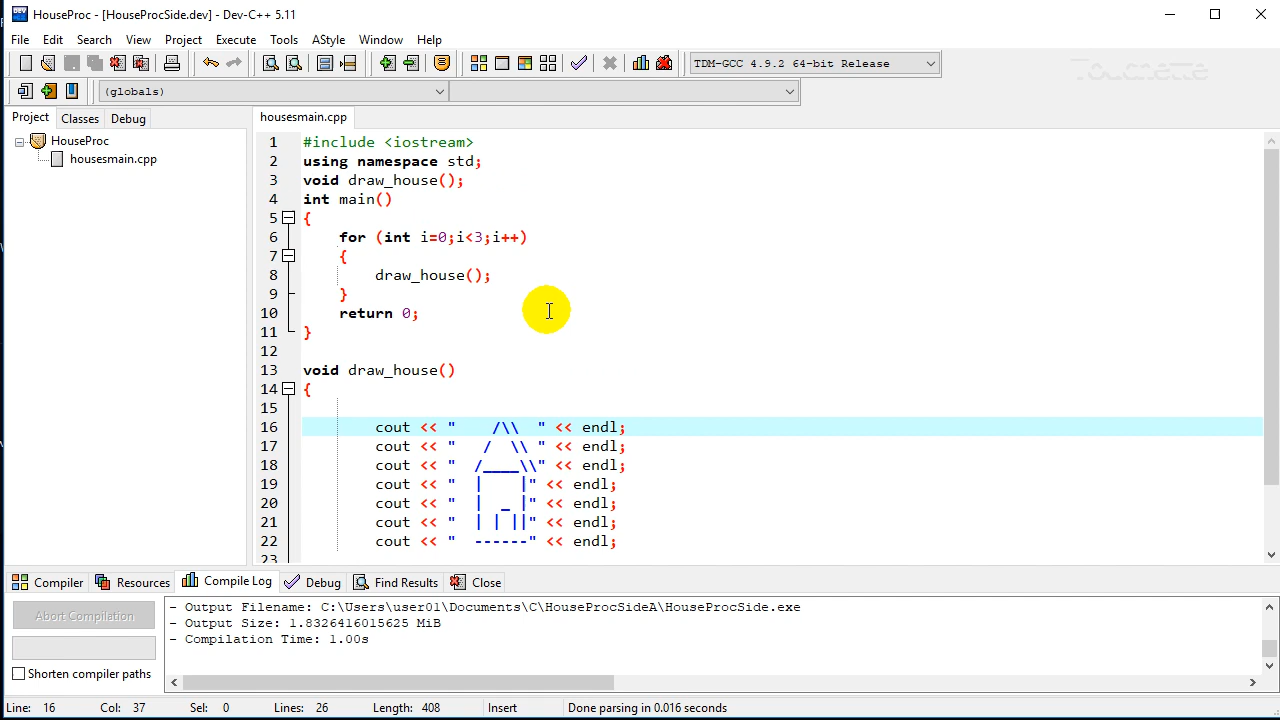 HouseProc - [HouseProcSide.dev] - Dev-C++ 5.11
File Edit Search View Project Execute Tools AStyle Window Help
TDM-GCC 4.9.2 64-bit Release
(globals)
Project Classes Debug
housesmain.cpp
HouseProc
housesmain.cpp
1 #include <iostream>
2 using namespace std;
3 void draw_house();
4 int main()
5 {
6     for (int i=0;i<3;i++)
7     {
8         draw_house();
9     }
10     return 0;
11 }
12
13 void draw_house()
14 {
15
16         cout << "    /\\  " << endl;
17         cout << "   /  \\ " << endl;
18         cout << "  /____\\" << endl;
19         cout << "  |    |" << endl;
20         cout << "  |  _ |" << endl;
21         cout << "  | | ||" << endl;
22         cout << "  ------" << endl;
23
Compiler Resources Compile Log Debug Find Results Close
Abort Compilation
Shorten compiler paths
- Output Filename: C:\Users\user01\Documents\C\HouseProcSideA\HouseProcSide.exe
- Output Size: 1.8326416015625 MiB
- Compilation Time: 1.00s
Line: 16 Col: 37 Sel: 0 Lines: 26 Length: 408 Insert Done parsing in 0.016 seconds